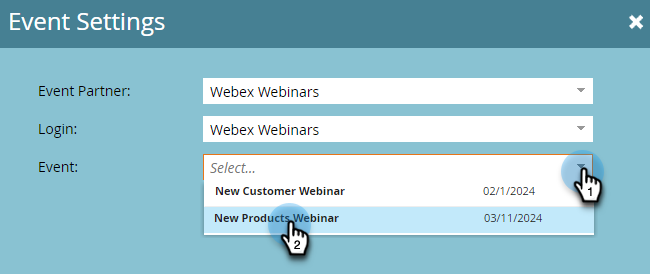 Event Settings
Event Partner: Webex Webinars
Login: Webex Webinars
Event: Select...
New Customer Webinar 02/1/2024
New Products Webinar 03/11/2024
1
2